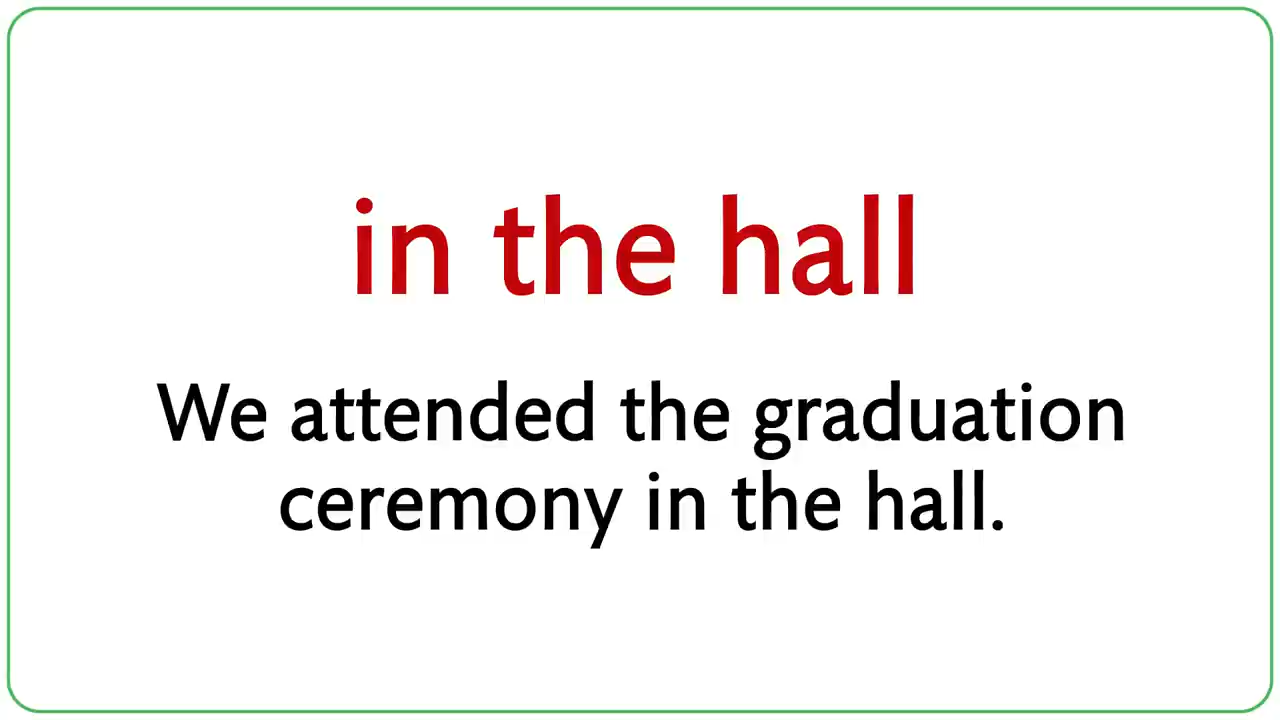 in the hall
We attended the graduation
ceremony in the hall.